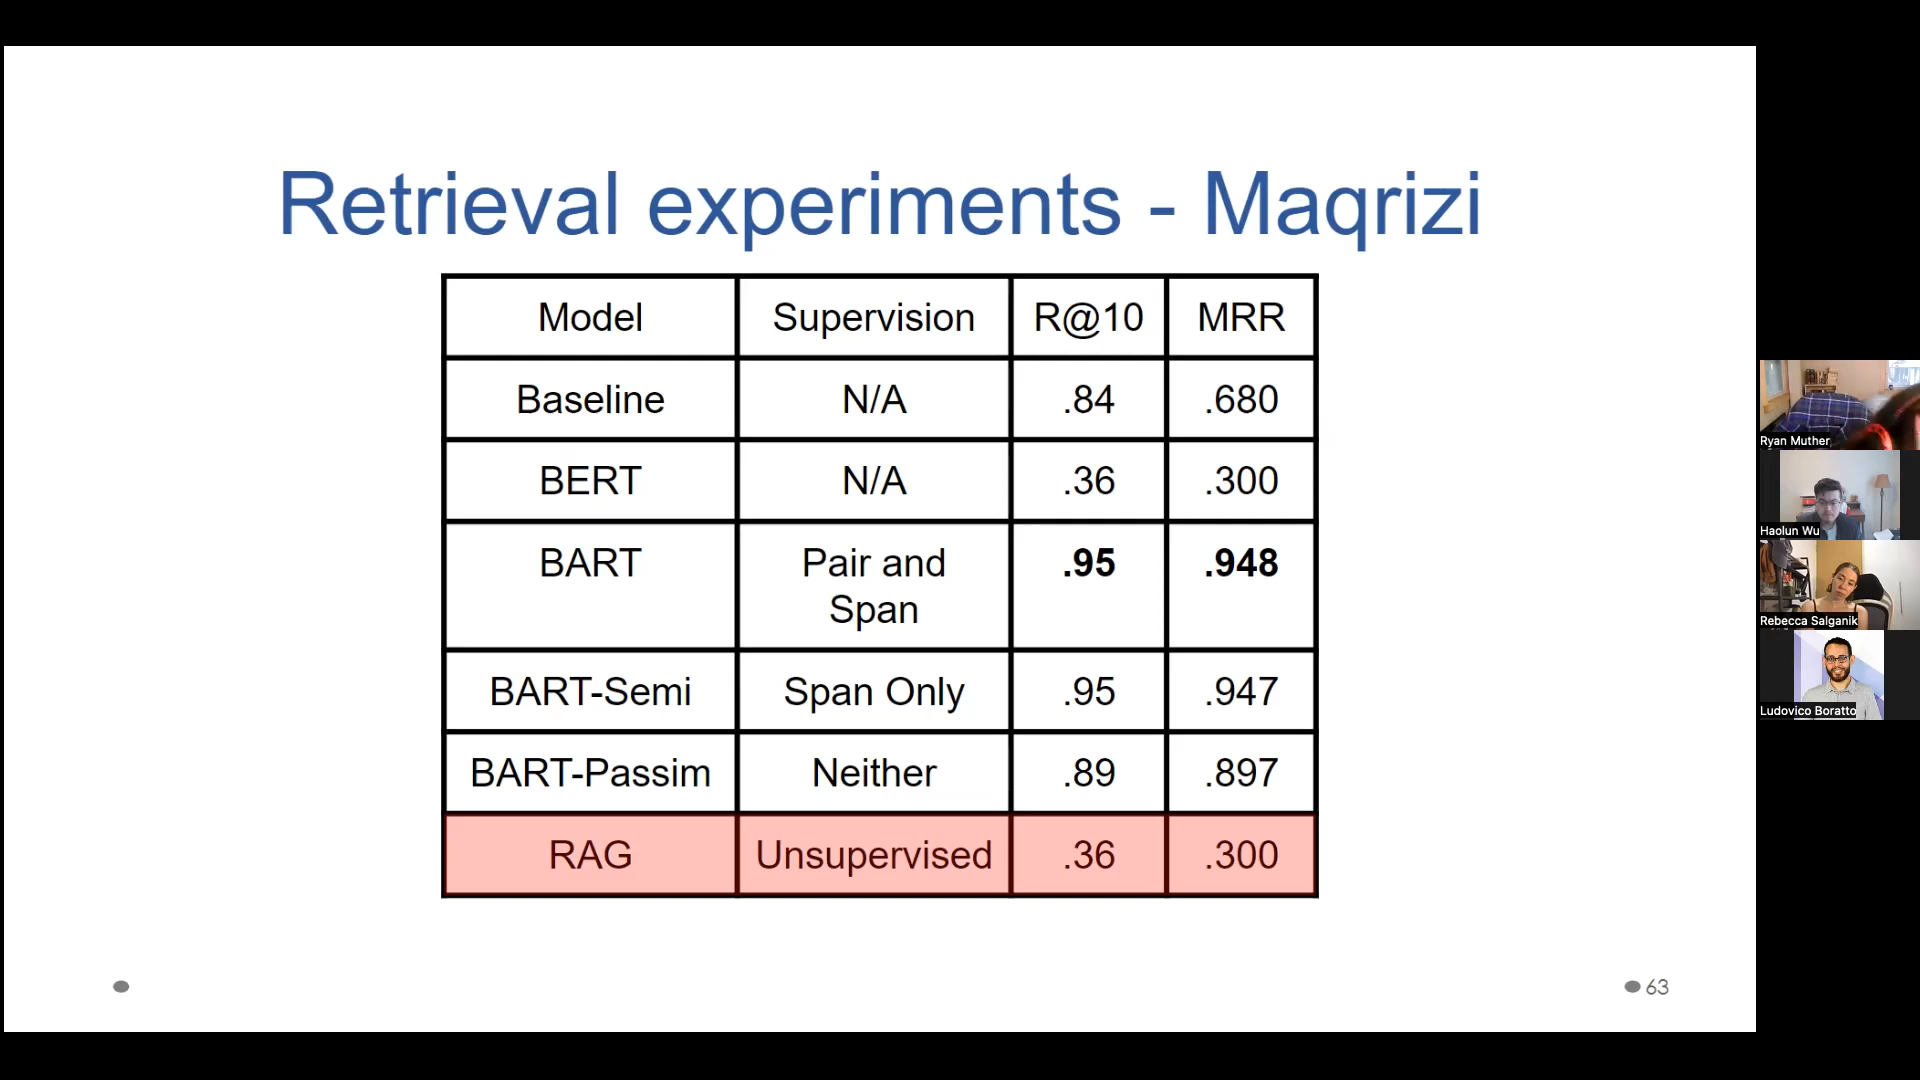 Retrieval experiments - Maqrizi
Model Supervision R@10 MRR
Baseline N/A .84 .680
BERT N/A .36 .300
BART Pair and Span .95 .948
BART-Semi Span Only .95 .947
BART-Passim Neither .89 .897
RAG Unsupervised .36 .300
63
Ryan Muther
Haolun Wu
Rebecca Salganik
Ludovico Boratto